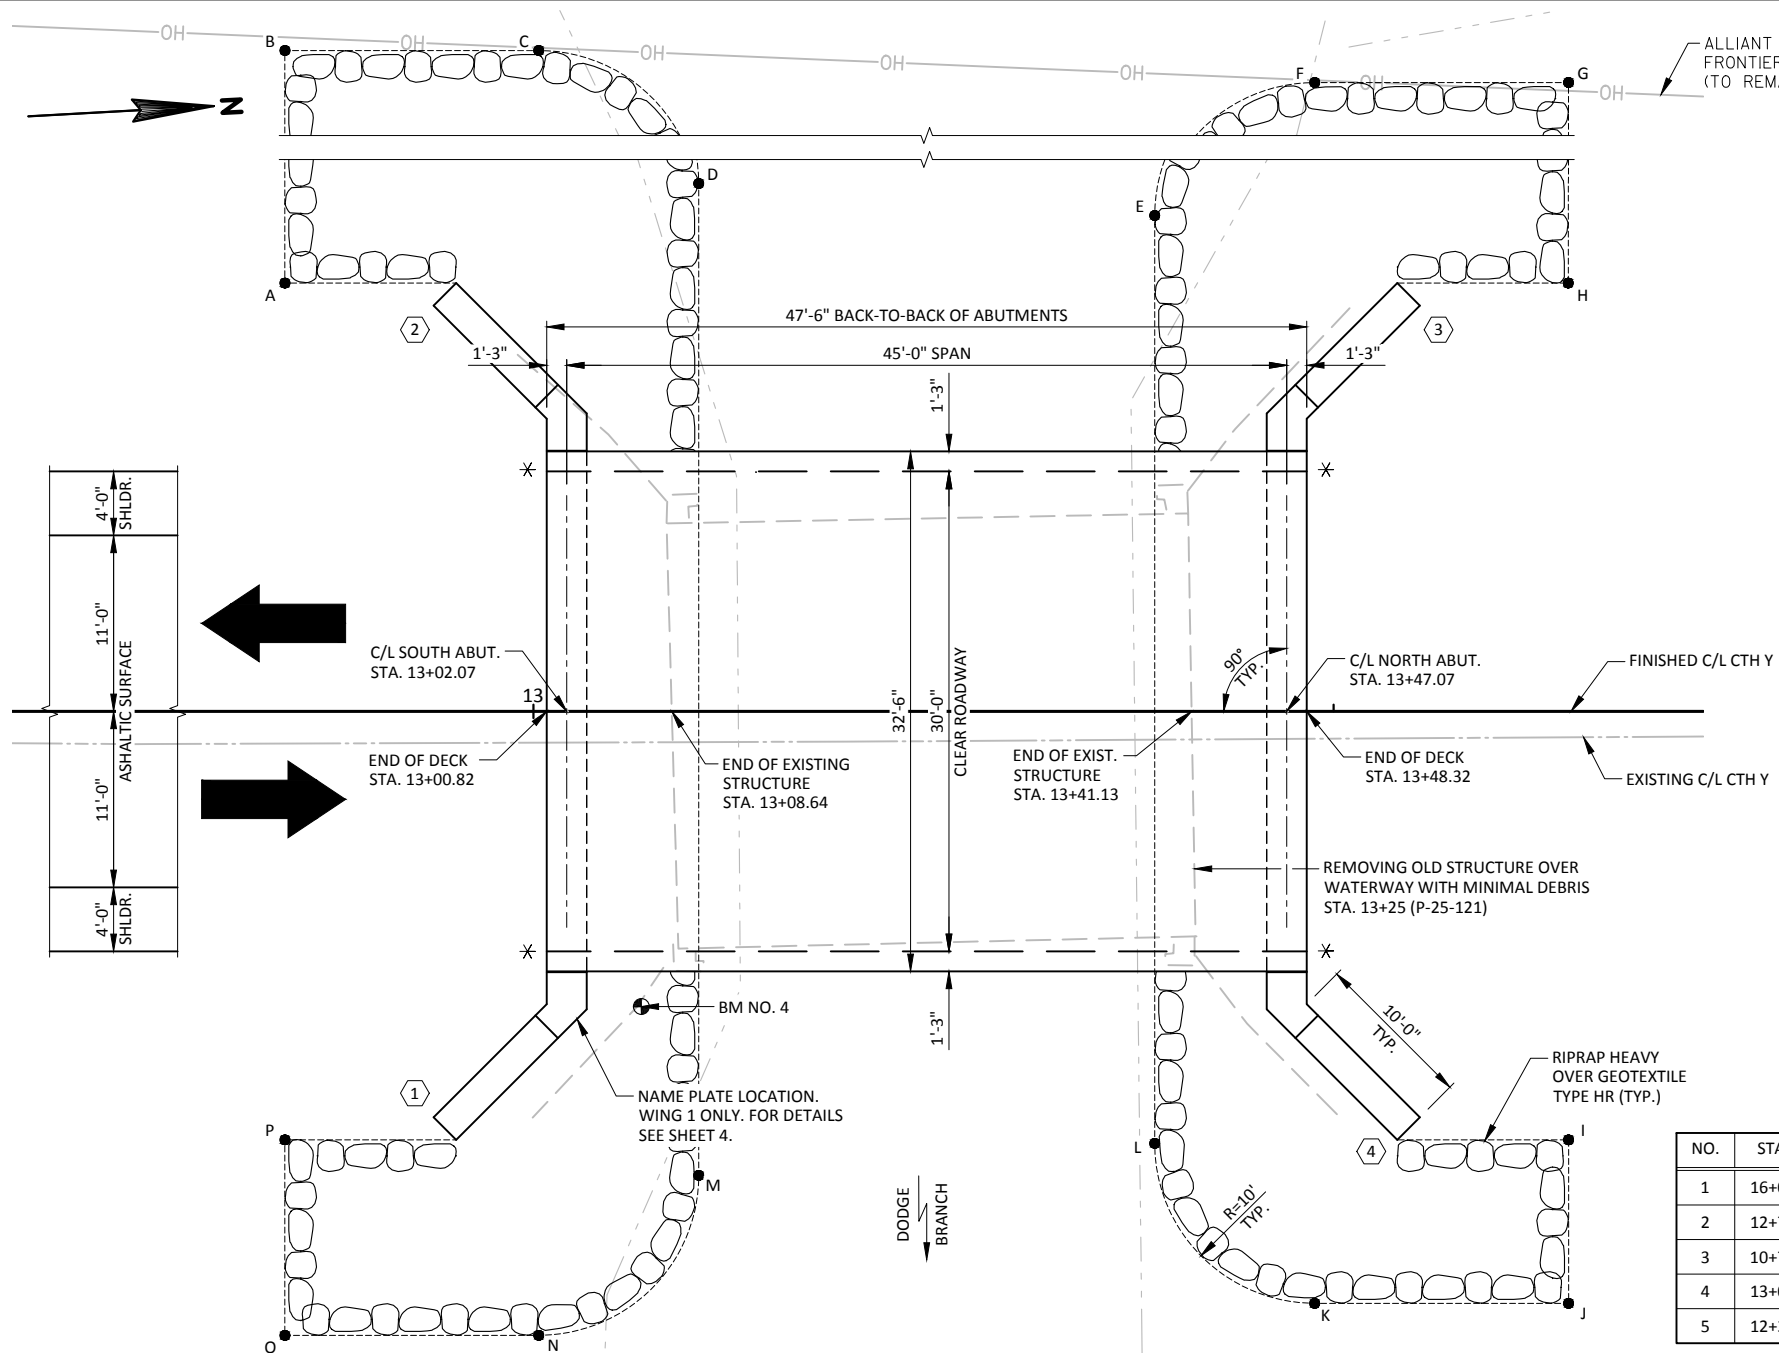 OH OH OH OH OH OH OH
B C F G
ALLIANT
FRONTIER
(TO REMA
N
D
E
A H
2 3
47'-6" BACK-TO-BACK OF ABUTMENTS
1'-3" 45'-0" SPAN 1'-3"
1'-3"
4'-0"
SHLDR.
11'-0"
ASHALTIC SURFACE
11'-0"
4'-0"
SHLDR.
C/L SOUTH ABUT.
STA. 13+02.07
13
32'-6"
30'-0"
CLEAR ROADWAY
90°
TYP.
C/L NORTH ABUT.
STA. 13+47.07
FINISHED C/L CTH Y
END OF DECK
STA. 13+00.82
END OF EXISTING
STRUCTURE
STA. 13+08.64
END OF EXIST.
STRUCTURE
STA. 13+41.13
END OF DECK
STA. 13+48.32
EXISTING C/L CTH Y
REMOVING OLD STRUCTURE OVER
WATERWAY WITH MINIMAL DEBRIS
STA. 13+25 (P-25-121)
BM NO. 4
1'-3"
10'-0"
TYP.
1
NAME PLATE LOCATION.
WING 1 ONLY. FOR DETAILS
SEE SHEET 4.
RIPRAP HEAVY
OVER GEOTEXTILE
TYPE HR (TYP.)
P L 4 I
M
DODGE
BRANCH
R=10'
TYP.
K J
O N
NO. STA
1 16+
2 12+
3 10+
4 13+
5 12+